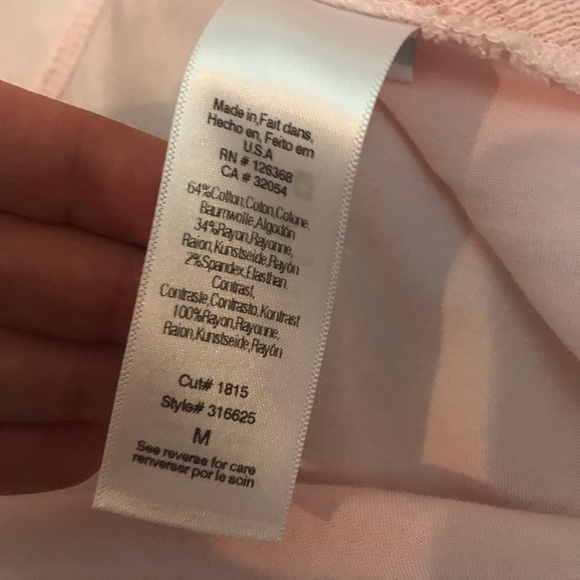 Made in,Fait dans,
Hecho en, Feito em
U.S.A
RN # 126368
CA # 32054
64%Cotton,Coton,Cotone,
Baumwolle,Algodón
34%Rayon,Rayonne,
Raion,Kunstseide,Rayón
2%Spandex,Elasthan.
Contrast,
Contraste,Contrasto,Kontrast
100%Rayon,Rayonne,
Raion,Kunstseide,Rayón
Cut# 1815
Style# 316625
M
See reverse for care
renverser por le soin